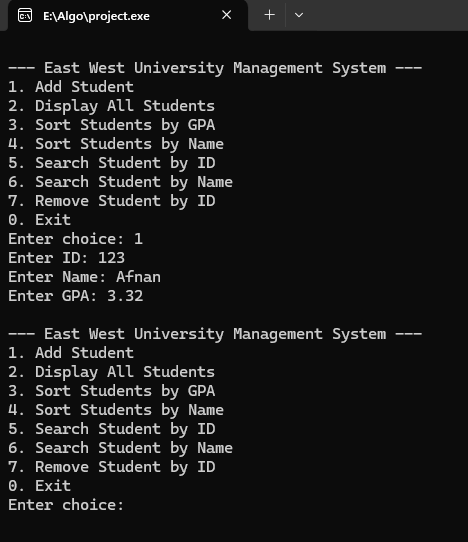 E:\Algo\project.exe
--- East West University Management System ---
1. Add Student
2. Display All Students
3. Sort Students by GPA
4. Sort Students by Name
5. Search Student by ID
6. Search Student by Name
7. Remove Student by ID
0. Exit
Enter choice: 1
Enter ID: 123
Enter Name: Afnan
Enter GPA: 3.32
--- East West University Management System ---
1. Add Student
2. Display All Students
3. Sort Students by GPA
4. Sort Students by Name
5. Search Student by ID
6. Search Student by Name
7. Remove Student by ID
0. Exit
Enter choice: